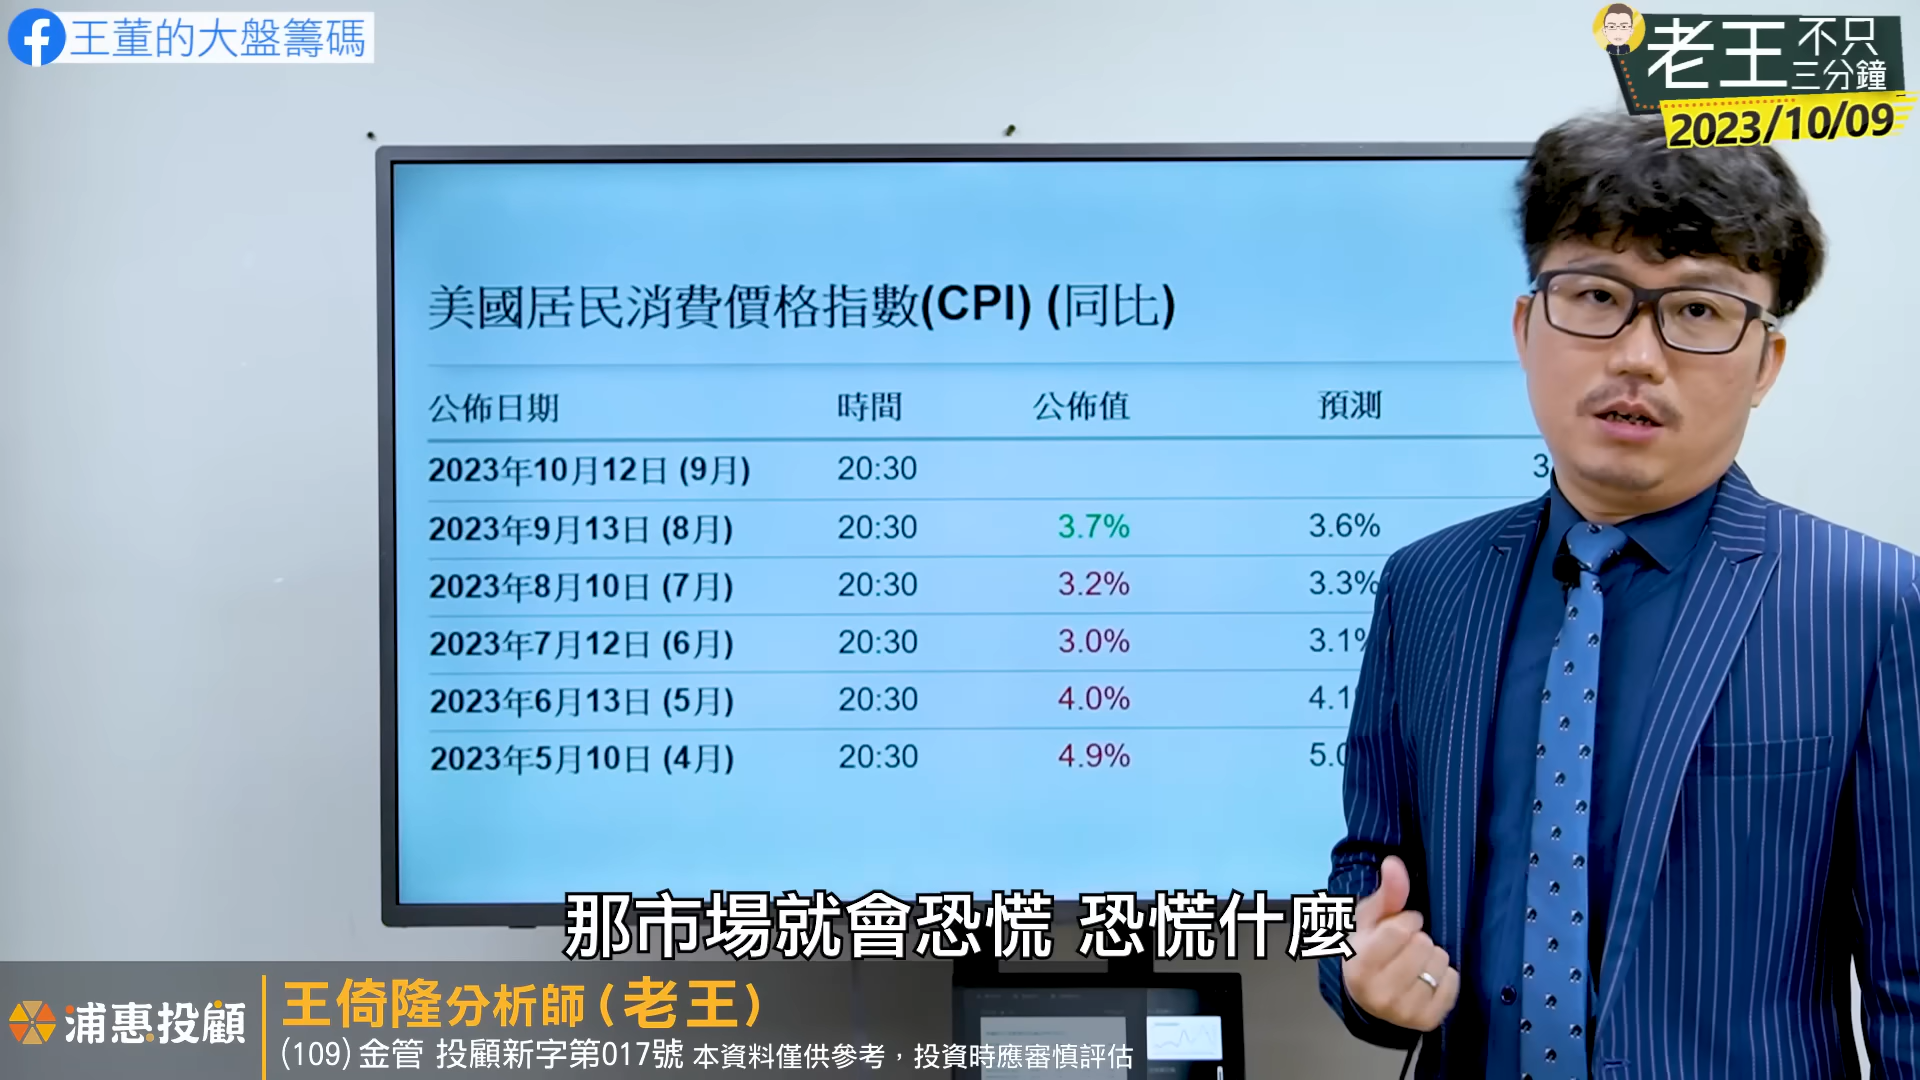 王董的大盤籌碼
老王不只三分鐘
2023/10/09
美國居民消費價格指數(CPI) (同比)
公佈日期 時間 公佈值 預測
2023年10月12日 (9月) 20:30 3
2023年9月13日 (8月) 20:30 3.7% 3.6%
2023年8月10日 (7月) 20:30 3.2% 3.3%
2023年7月12日 (6月) 20:30 3.0% 3.1%
2023年6月13日 (5月) 20:30 4.0% 4.1
2023年5月10日 (4月) 20:30 4.9% 5.0
那市場就會恐慌 恐慌什麼
浦惠投顧
王倚隆分析師(老王)
(109)金管 投顧新字第017號 本資料僅供參考，投資時應審慎評估